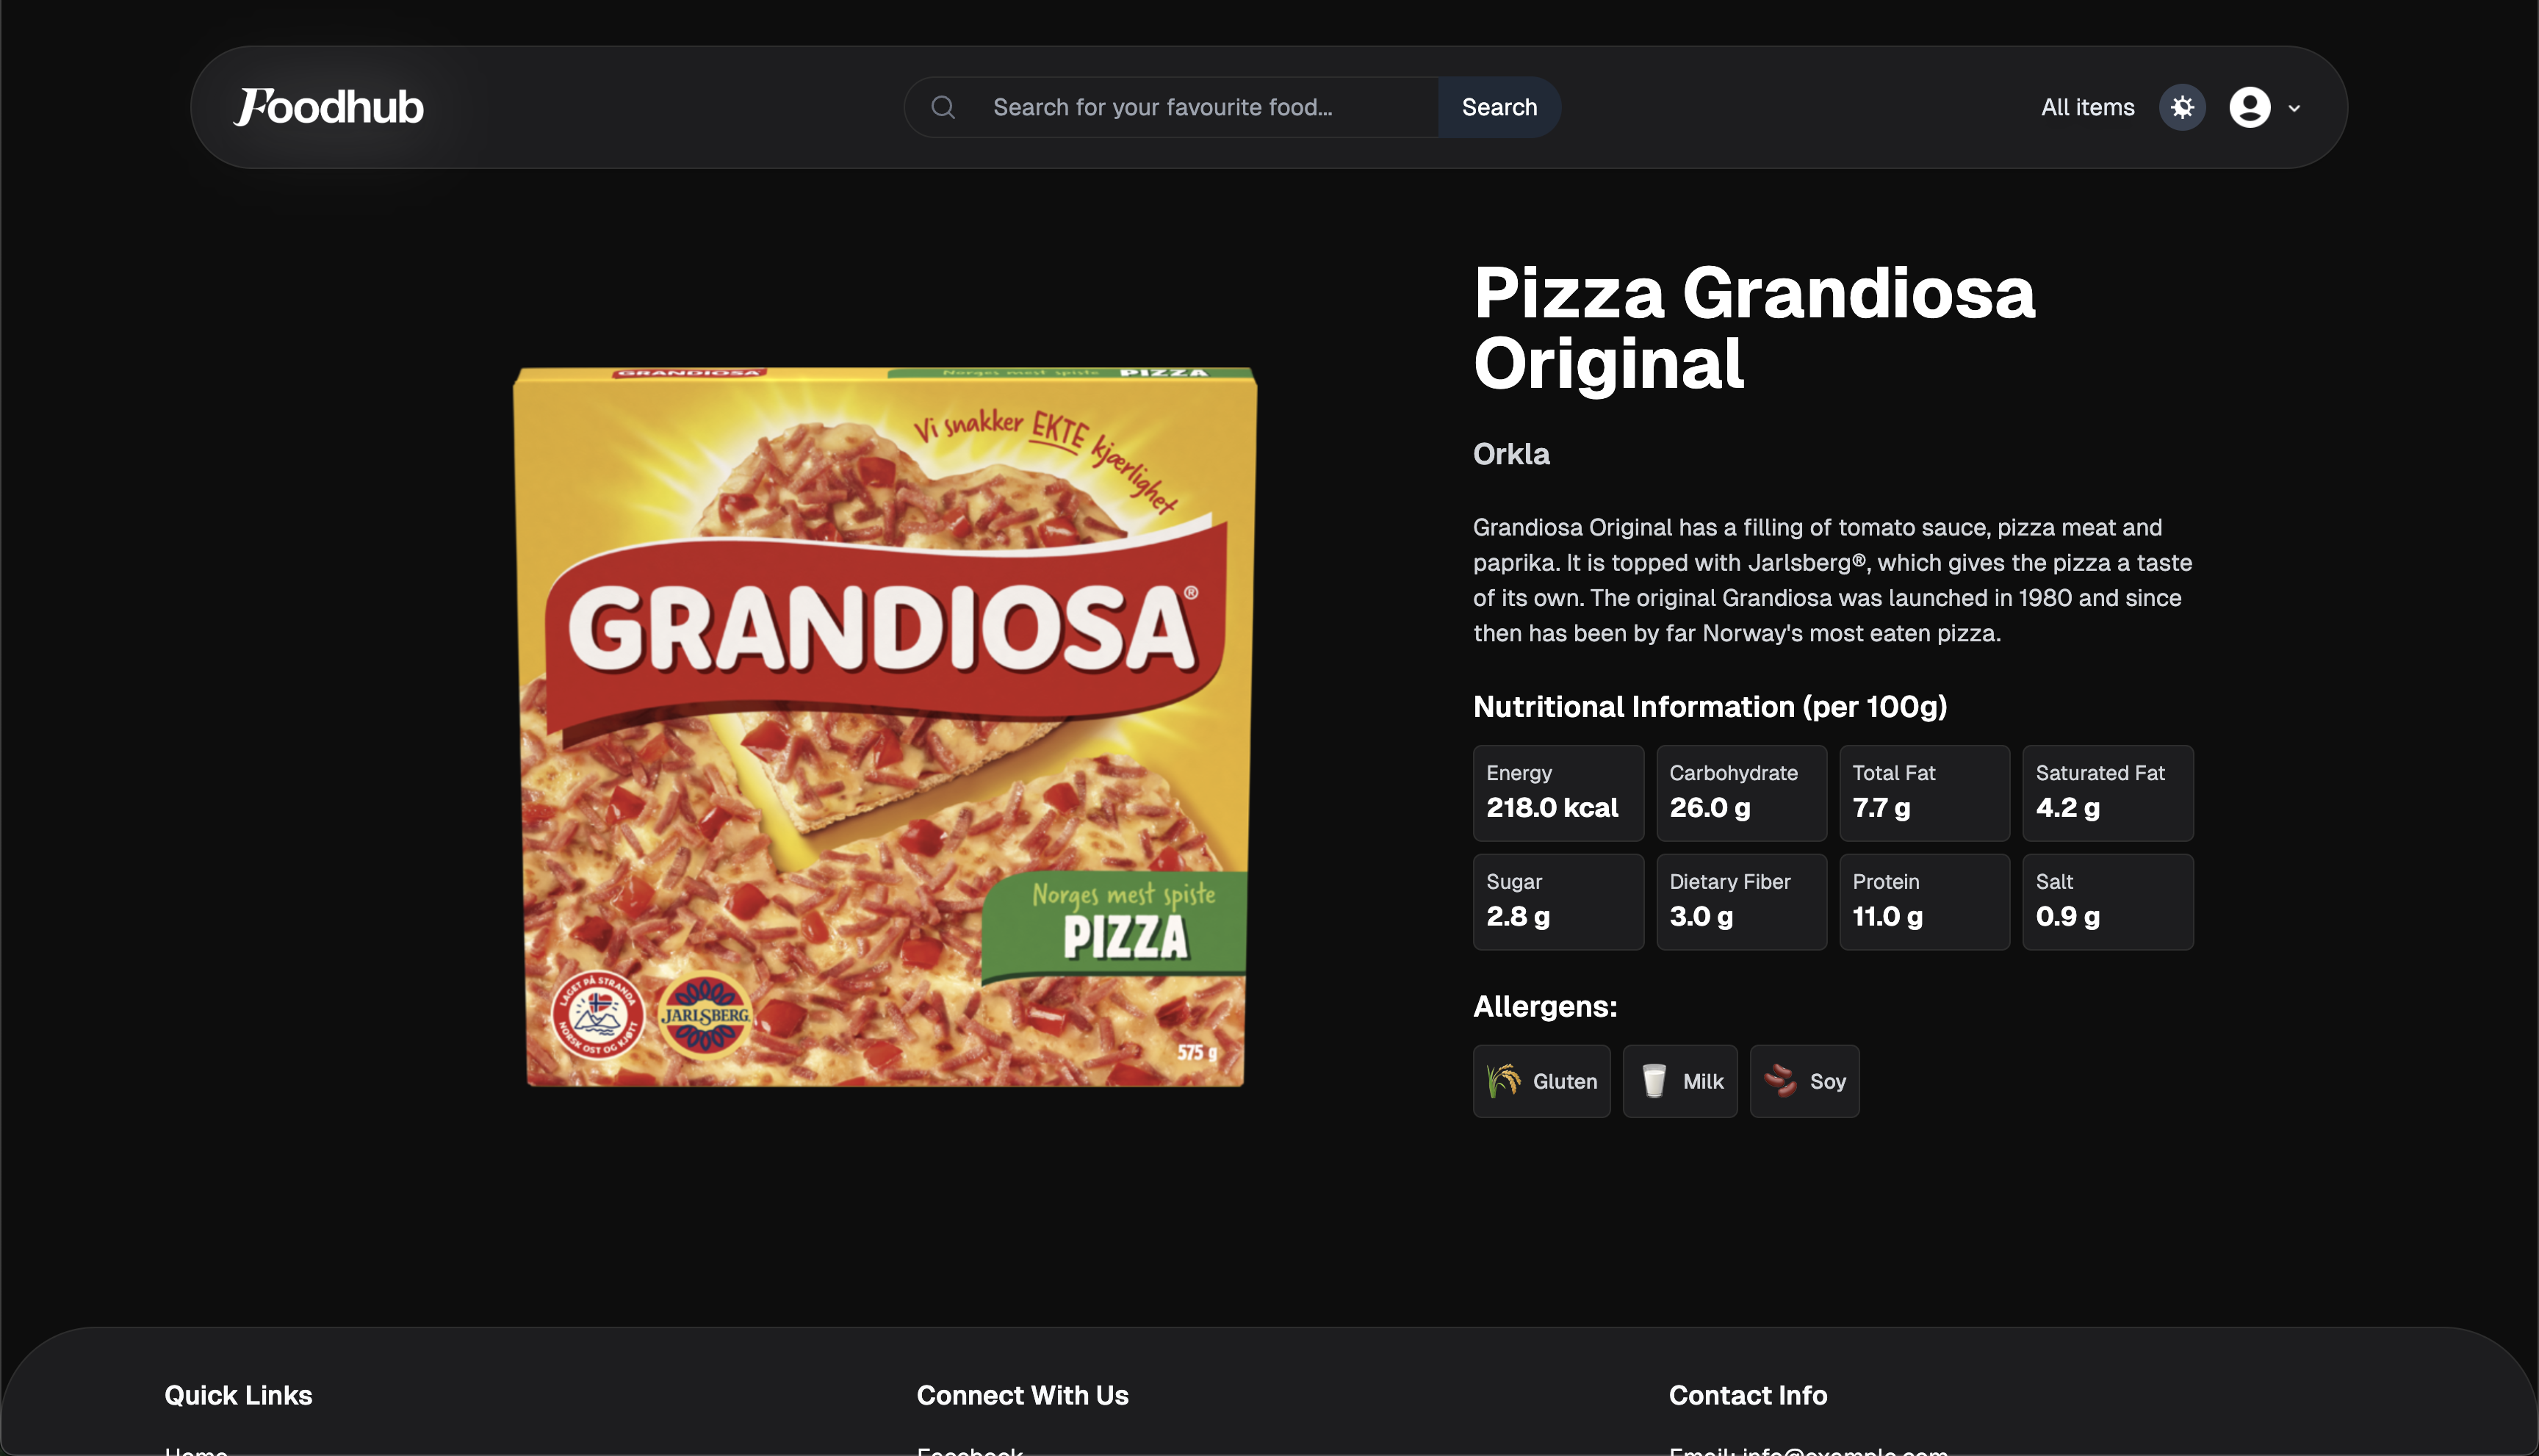 Foodhub
Search for your favourite food...
Search
All items
GRANDIOSA
Norges mest spiste PIZZA
Vi snakker EKTE kjærlighet
GRANDIOSA®
Norges mest spiste
PIZZA
LAGET PÅ STRANDA
NORSK OST OG KJØTT
JARLSBERG
575 g
Pizza Grandiosa
Original
Orkla
Grandiosa Original has a filling of tomato sauce, pizza meat and
paprika. It is topped with Jarlsberg®, which gives the pizza a taste
of its own. The original Grandiosa was launched in 1980 and since
then has been by far Norway's most eaten pizza.
Nutritional Information (per 100g)
Energy
218.0 kcal
Carbohydrate
26.0 g
Total Fat
7.7 g
Saturated Fat
4.2 g
Sugar
2.8 g
Dietary Fiber
3.0 g
Protein
11.0 g
Salt
0.9 g
Allergens:
Gluten
Milk
Soy
Quick Links
Connect With Us
Contact Info
Home
Facebook
Email: info@example.com